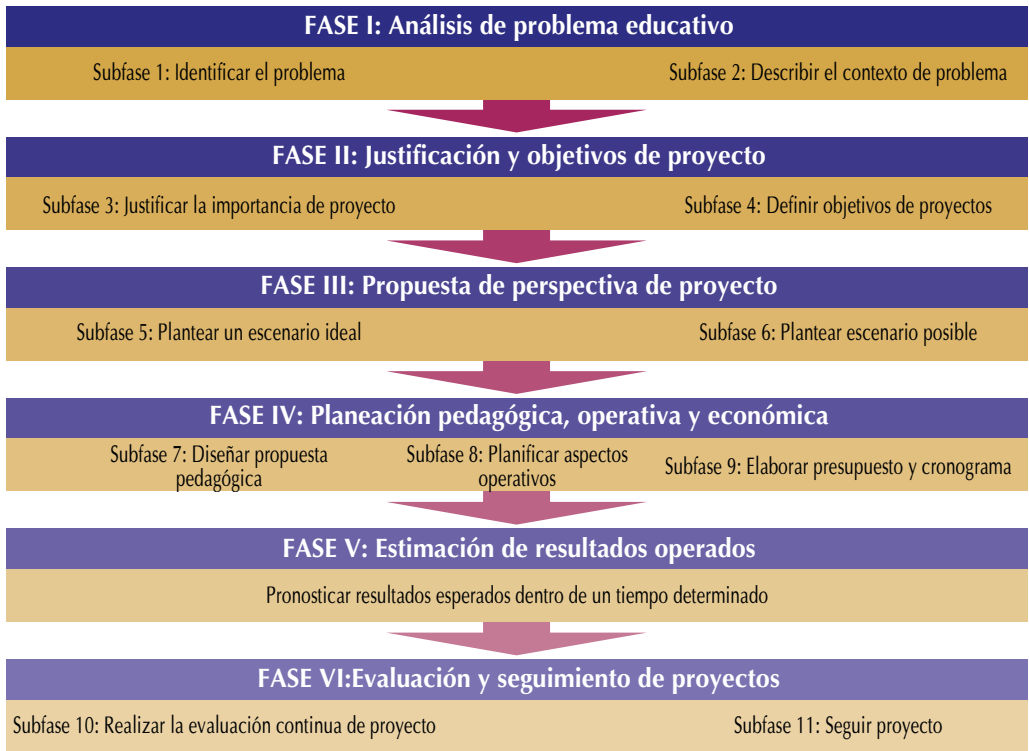 FASE I: Análisis de problema educativo
Subfase 1: Identificar el problema
Subfase 2: Describir el contexto de problema
FASE II: Justificación y objetivos de proyecto
Subfase 3: Justificar la importancia de proyecto
Subfase 4: Definir objetivos de proyectos
FASE III: Propuesta de perspectiva de proyecto
Subfase 5: Plantear un escenario ideal
Subfase 6: Plantear escenario posible
FASE IV: Planeación pedagógica, operativa y económica
Subfase 7: Diseñar propuesta
pedagógica
Subfase 8: Planificar aspectos
operativos
Subfase 9: Elaborar presupuesto y cronograma
FASE V: Estimación de resultados operados
Pronosticar resultados esperados dentro de un tiempo determinado
FASE VI:Evaluación y seguimiento de proyectos
Subfase 10: Realizar la evaluación continua de proyecto
Subfase 11: Seguir proyecto